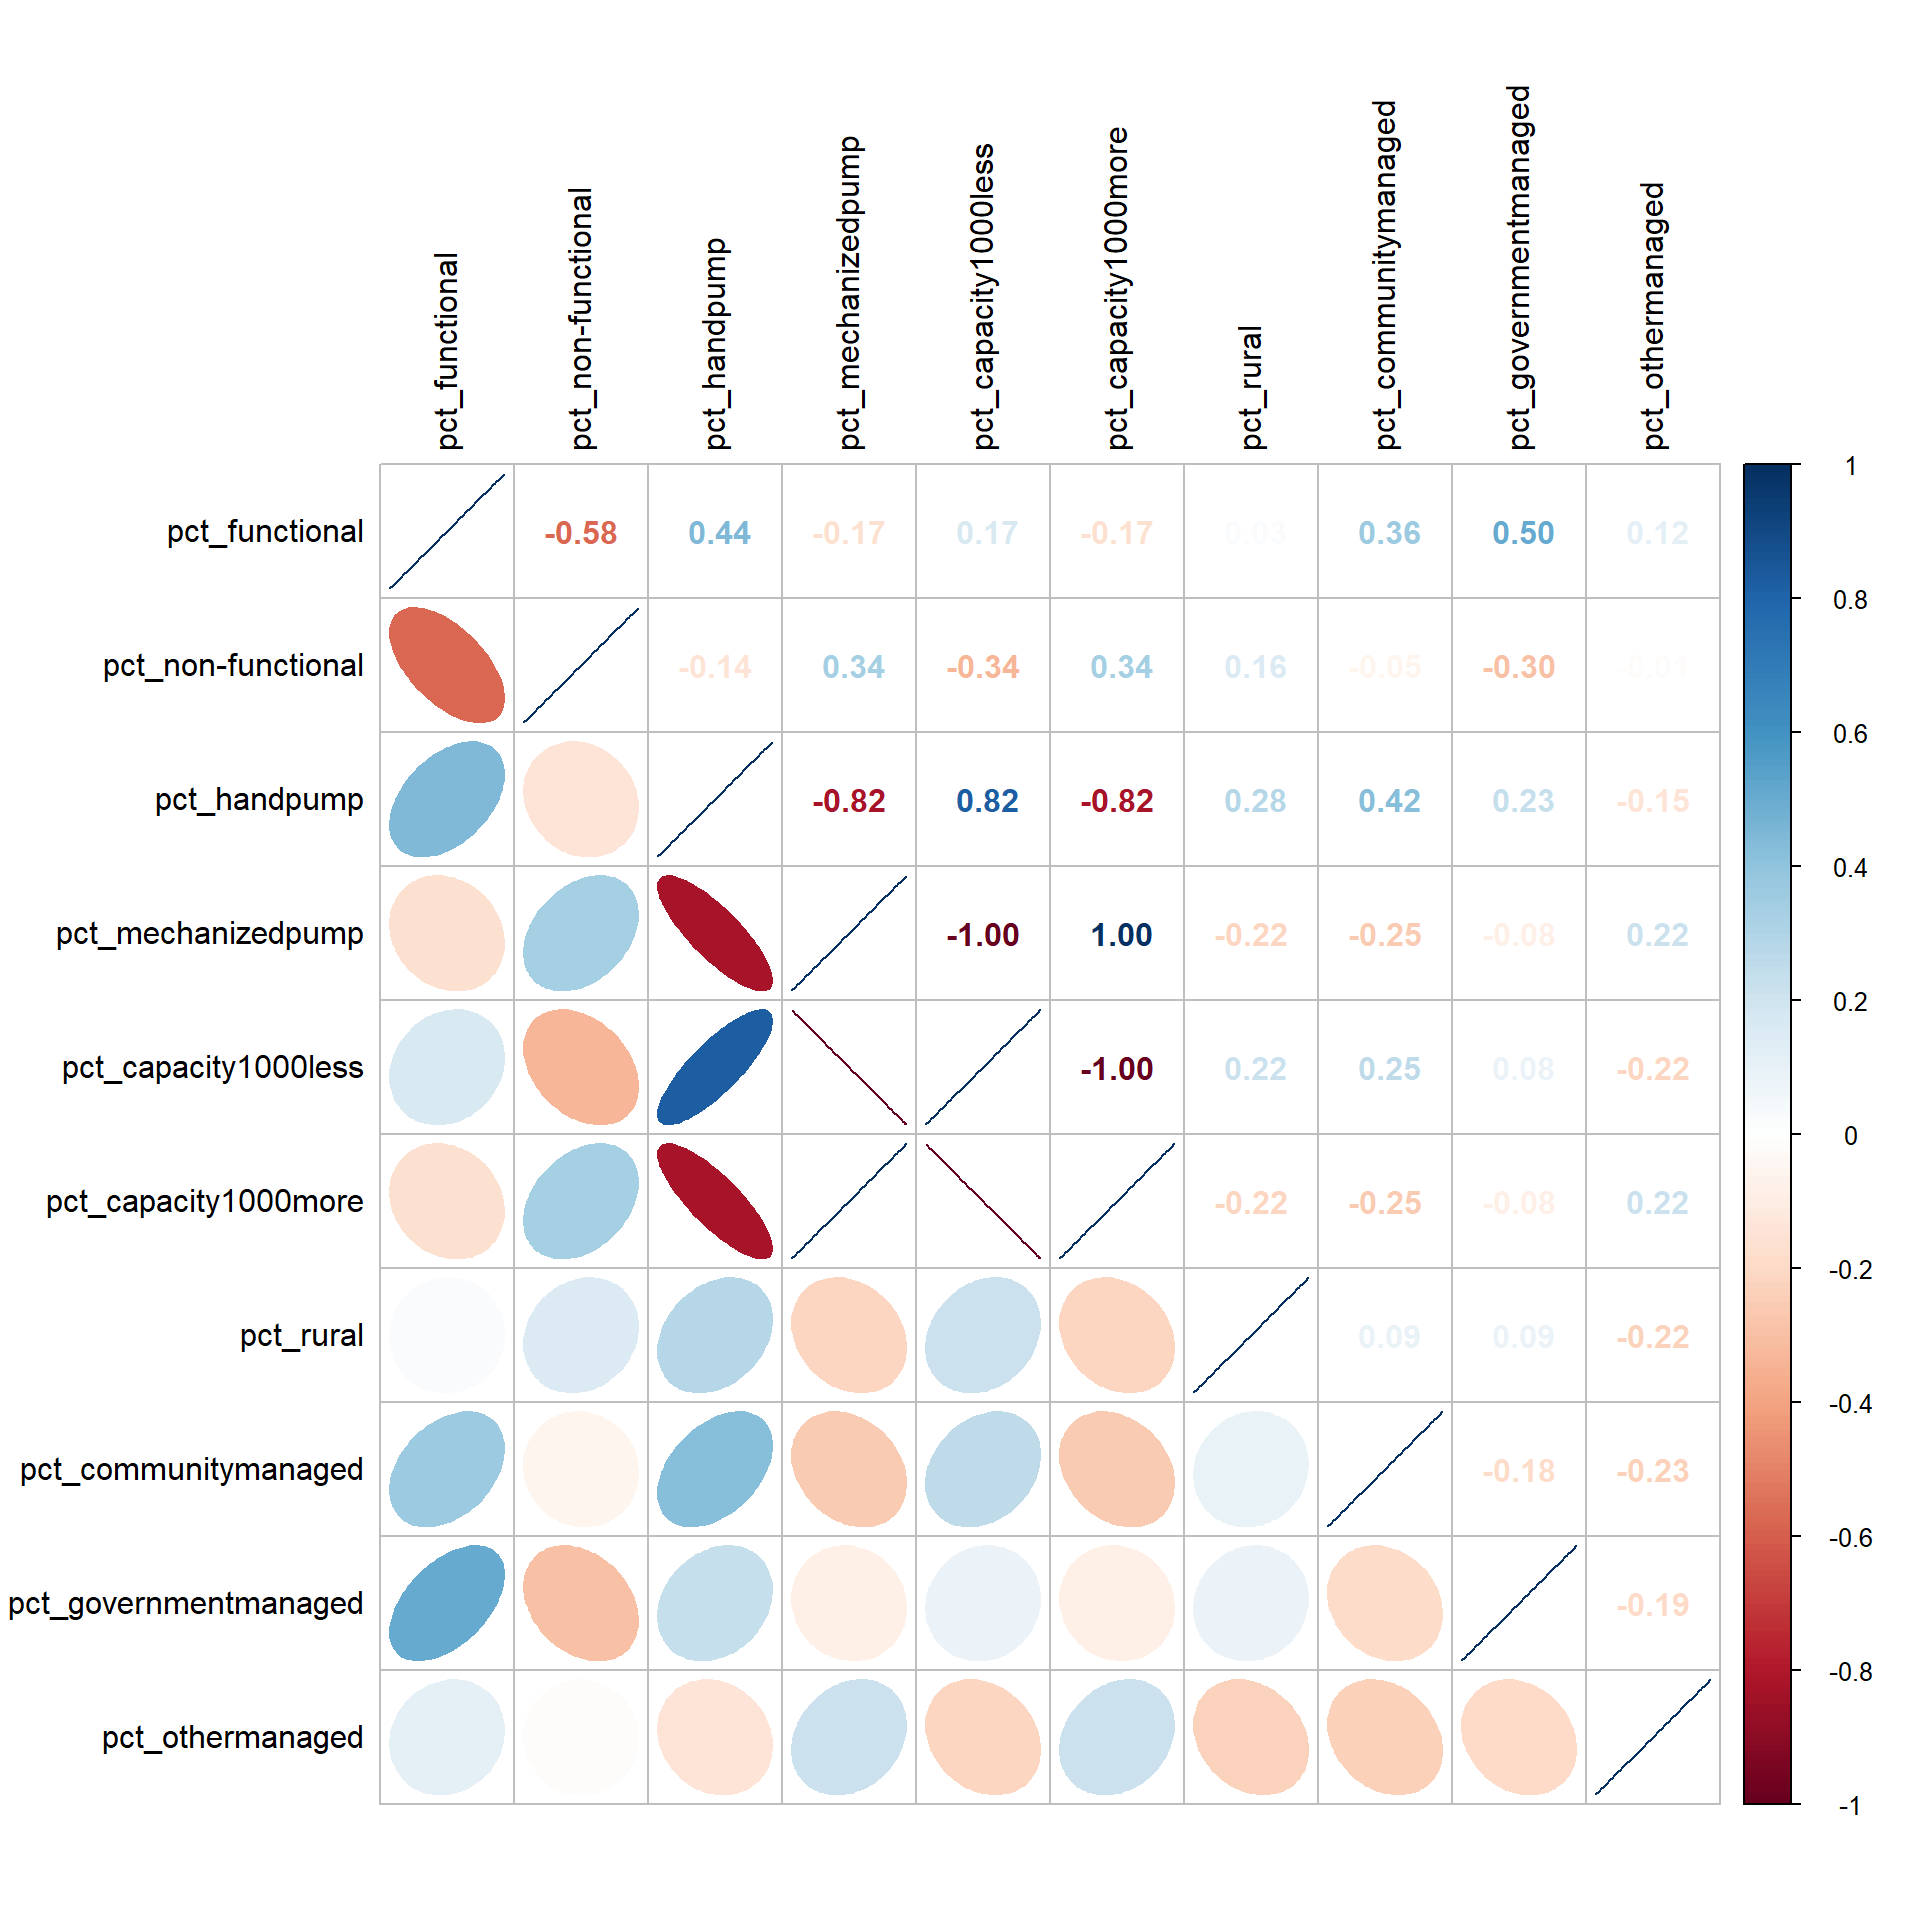 pct_functional
pct_non-functional
pct_handpump
pct_mechanizedpump
pct_capacity1000less
pct_capacity1000more
pct_rural
pct_communitymanaged
pct_governmentmanaged
pct_othermanaged
pct_functional -0.58 0.44 -0.17 0.17 -0.17 0.03 0.36 0.50 0.12
pct_non-functional -0.14 0.34 -0.34 0.34 0.16 -0.05 -0.30 -0.01
pct_handpump -0.82 0.82 -0.82 0.28 0.42 0.23 -0.15
pct_mechanizedpump -1.00 1.00 -0.22 -0.25 -0.08 0.22
pct_capacity1000less -1.00 0.22 0.25 0.08 -0.22
pct_capacity1000more -0.22 -0.25 -0.08 0.22
pct_rural 0.09 0.09 -0.22
pct_communitymanaged -0.18 -0.23
pct_governmentmanaged -0.19
pct_othermanaged
1
0.8
0.6
0.4
0.2
0
-0.2
-0.4
-0.6
-0.8
-1